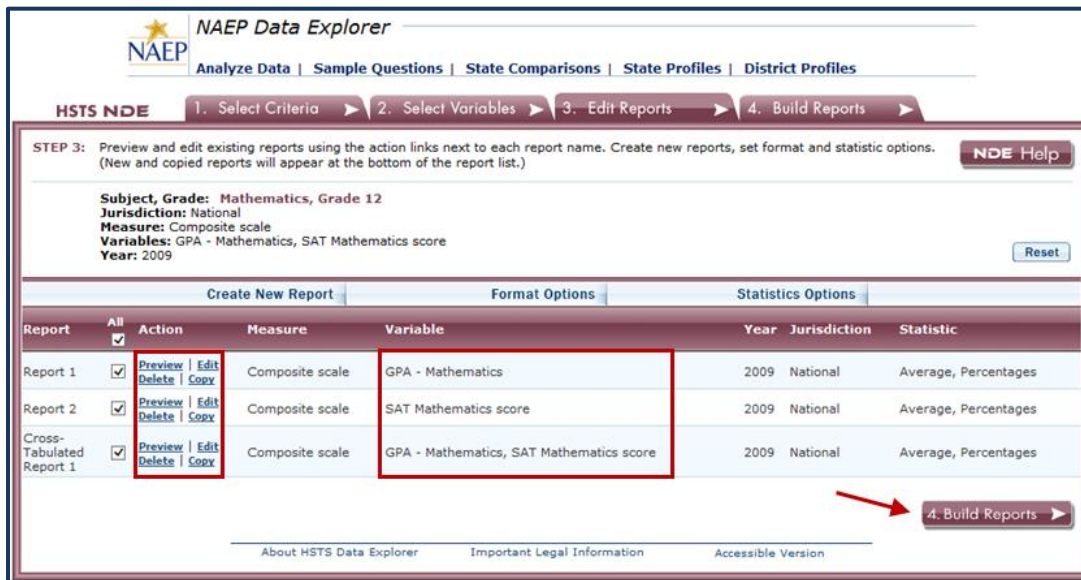 NAEP
NAEP Data Explorer
Analyze Data | Sample Questions | State Comparisons | State Profiles | District Profiles
HSTS NDE
1. Select Criteria
2. Select Variables
3. Edit Reports
4. Build Reports
STEP 3: Preview and edit existing reports using the action links next to each report name. Create new reports, set format and statistic options.
(New and copied reports will appear at the bottom of the report list.)
NDE Help
Subject, Grade: Mathematics, Grade 12
Jurisdiction: National
Measure: Composite scale
Variables: GPA - Mathematics, SAT Mathematics score
Year: 2009
Reset
Create New Report Format Options Statistics Options
Report All Action Measure Variable Year Jurisdiction Statistic
Report 1 Preview | Edit Composite scale GPA - Mathematics 2009 National Average, Percentages
Delete | Copy
Report 2 Preview | Edit Composite scale SAT Mathematics score 2009 National Average, Percentages
Delete | Copy
Cross-
Tabulated Preview | Edit Composite scale GPA - Mathematics, SAT Mathematics score 2009 National Average, Percentages
Report 1 Delete | Copy
4. Build Reports
About HSTS Data Explorer Important Legal Information Accessible Version